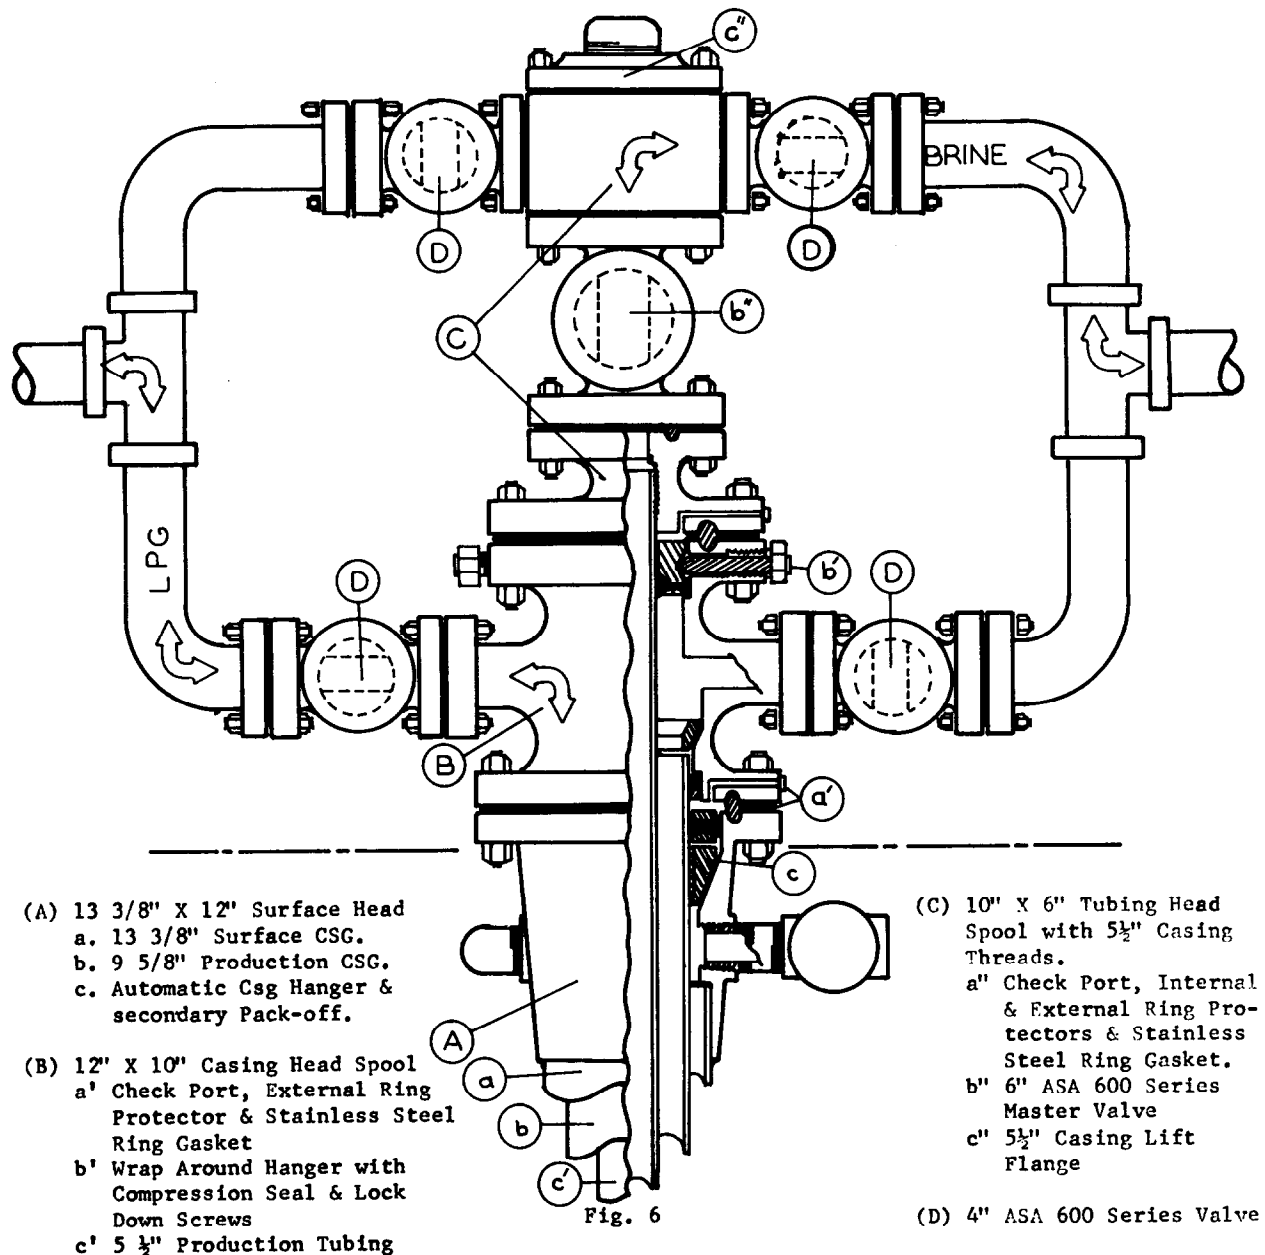 c"
BRINE
D
D
b"
C
LPG
D
b'
D
B
a'
c
A
a
b
c'
(A) 13 3/8" X 12" Surface Head
a. 13 3/8" Surface CSG.
b. 9 5/8" Production CSG.
c. Automatic Csg Hanger &
secondary Pack-off.
(B) 12" X 10" Casing Head Spool
a' Check Port, External Ring
Protector & Stainless Steel
Ring Gasket
b' Wrap Around Hanger with
Compression Seal & Lock
Down Screws
c' 5 ½" Production Tubing
(C) 10" X 6" Tubing Head
Spool with 5½" Casing
Threads.
a" Check Port, Internal
& External Ring Pro-
tectors & Stainless
Steel Ring Gasket.
b" 6" ASA 600 Series
Master Valve
c" 5½" Casing Lift
Flange
(D) 4" ASA 600 Series Valve
Fig. 6